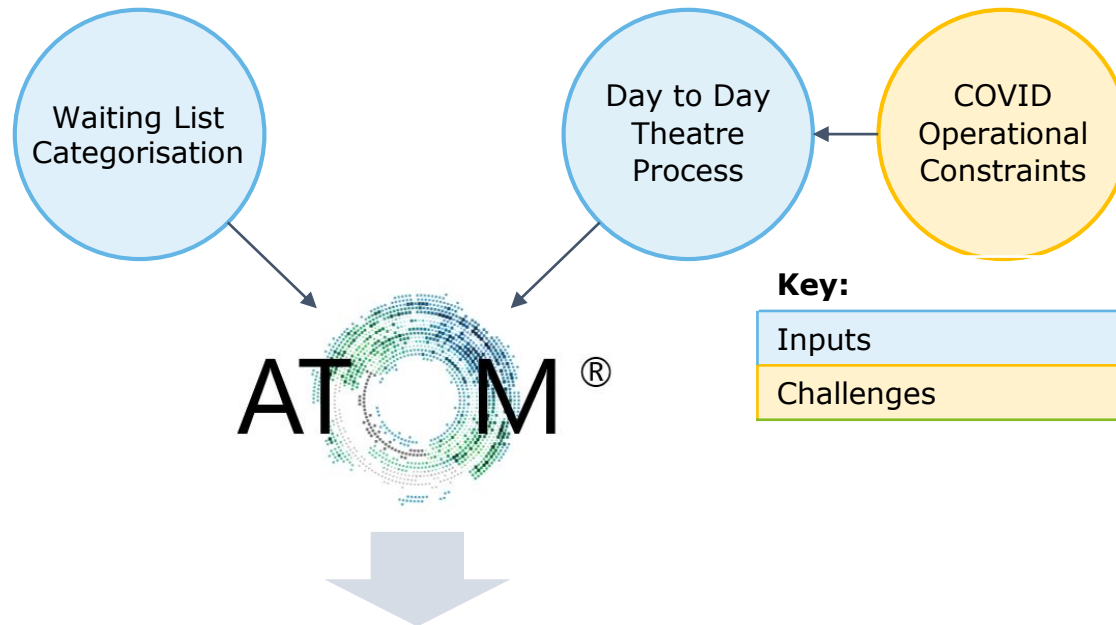 Waiting List
Categorisation
Day to Day
Theatre
Process
COVID
Operational
Constraints
Key:
Inputs
Challenges
AT M ®